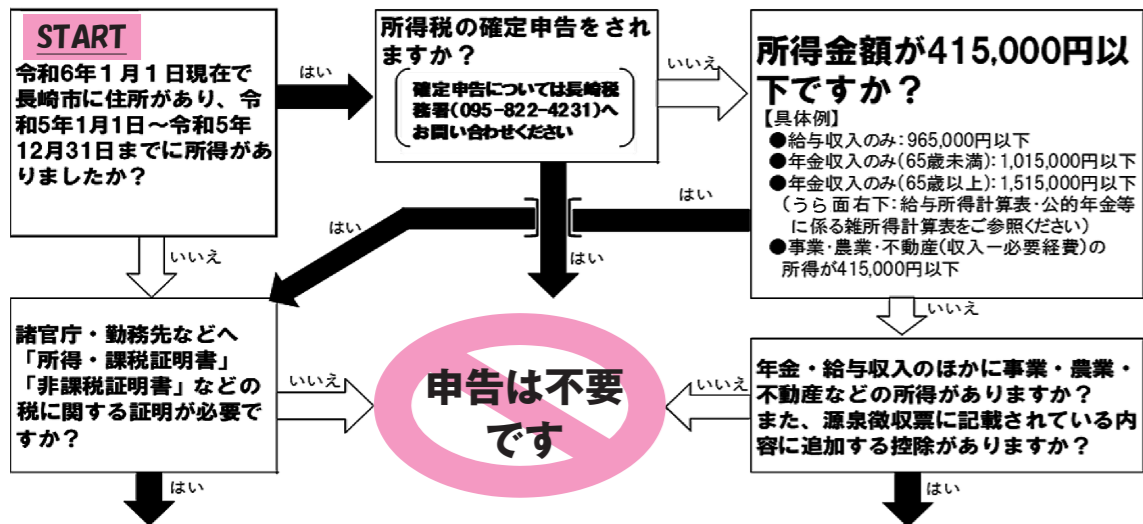 START
令和6年１月１日現在で
長崎市に住所があり、令
和5年1月1日～令和5年
12月31日までに所得があ
りましたか？
はい
いいえ
所得税の確定申告をされ
ますか？
確定申告については長崎税
務署(095-822-4231)へ
お問い合わせください
いいえ
はい
所得金額が415,000円以
下ですか？
【具体例】
●給与収入のみ：965,000円以下
●年金収入のみ(65歳未満)：1,015,000円以下
●年金収入のみ(65歳以上)：1,515,000円以下
（うら面右下：給与所得計算表・公的年金等
に係る雑所得計算表をご参照ください）
●事業・農業・不動産(収入－必要経費)の
所得が415,000円以下
はい
はい
いいえ
諸官庁・勤務先などへ
「所得・課税証明書」
「非課税証明書」などの
税に関する証明が必要で
すか？
いいえ
はい
申告は不要
です
年金・給与収入のほかに事業・農業・
不動産などの所得がありますか？
また、源泉徴収票に記載されている内
容に追加する控除がありますか？
いいえ
はい